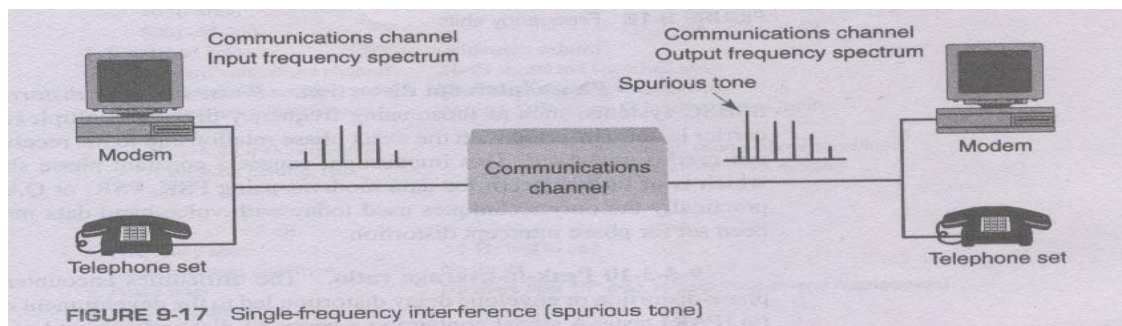 Communications channel
Input frequency spectrum
Communications channel
Output frequency spectrum
Spurious tone
Modem
Modem
Communications
channel
Telephone set
Telephone set
FIGURE 9-17 Single-frequency interference (spurious tone)